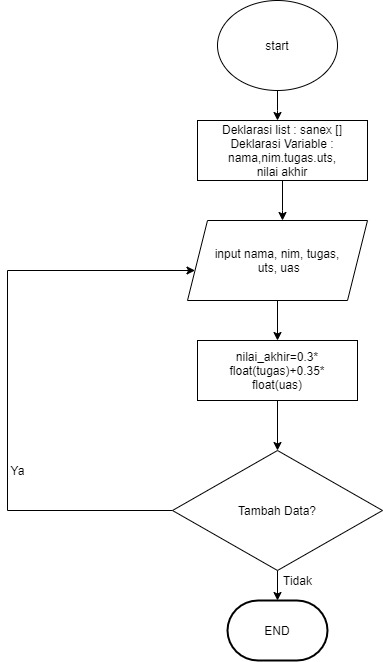 start
Deklarasi list : sanex []
Deklarasi Variable :
nama,nim.tugas.uts,
nilai akhir
input nama, nim, tugas,
uts, uas
nilai_akhir=0.3*
float(tugas)+0.35*
float(uas)
Ya
Tambah Data?
Tidak
END